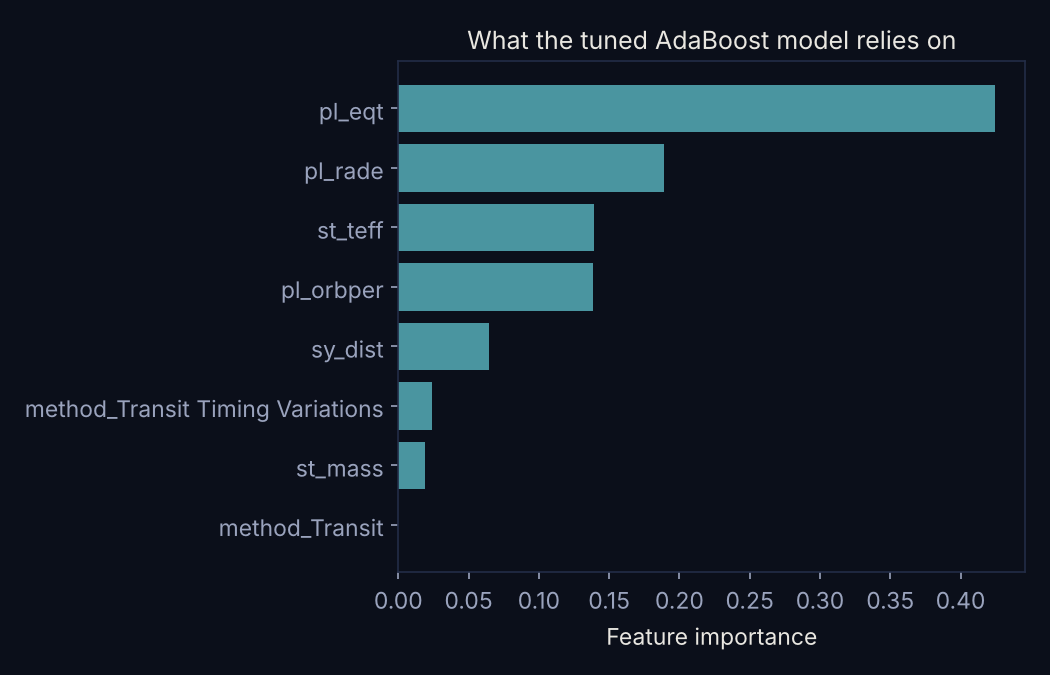 What the tuned AdaBoost model relies on
pl_eqt
pl_rade
st_teff
pl_orbper
sy_dist
method_Transit Timing Variations
st_mass
method_Transit
0.00 0.05 0.10 0.15 0.20 0.25 0.30 0.35 0.40
Feature importance